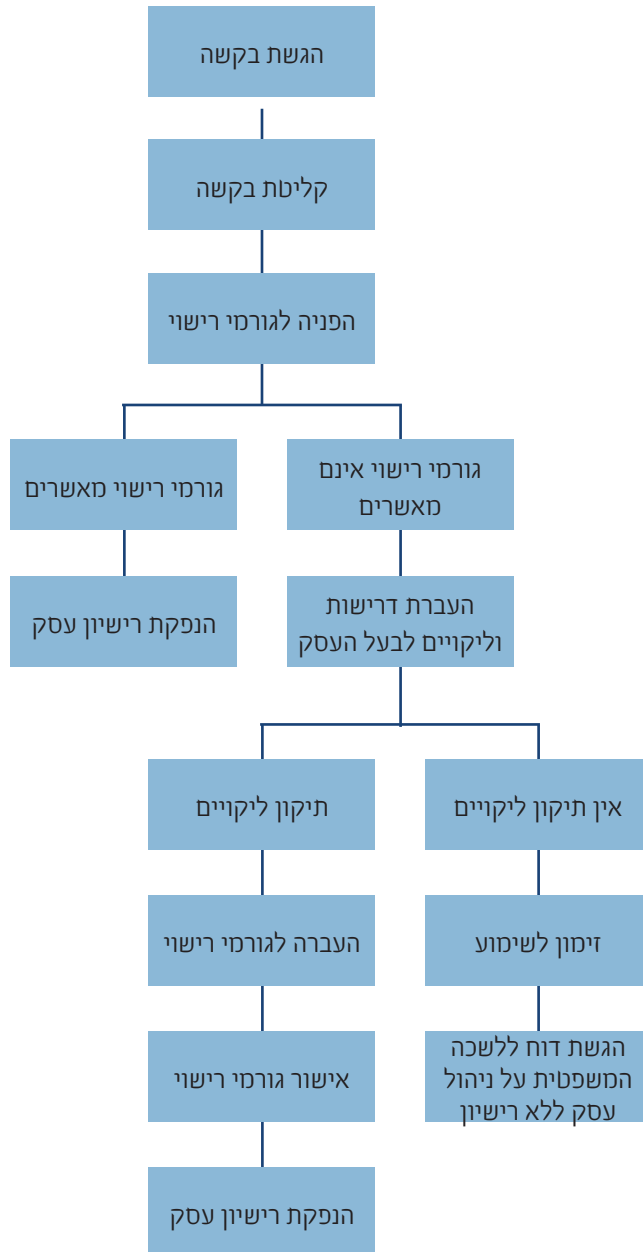 הגשת בקשה
קליטת בקשה
הפניה לגורמי רישוי
גורמי רישוי אינם
מאשרים
גורמי רישוי מאשרים
העברת דרישות
וליקויים לבעל העסק
הנפקת רישיון עסק
אין תיקון ליקויים
תיקון ליקויים
זימון לשימוע
העברה לגורמי רישוי
הגשת דוח ללשכה
המשפטית על ניהול
עסק ללא רישיון
אישור גורמי רישוי
הנפקת רישיון עסק